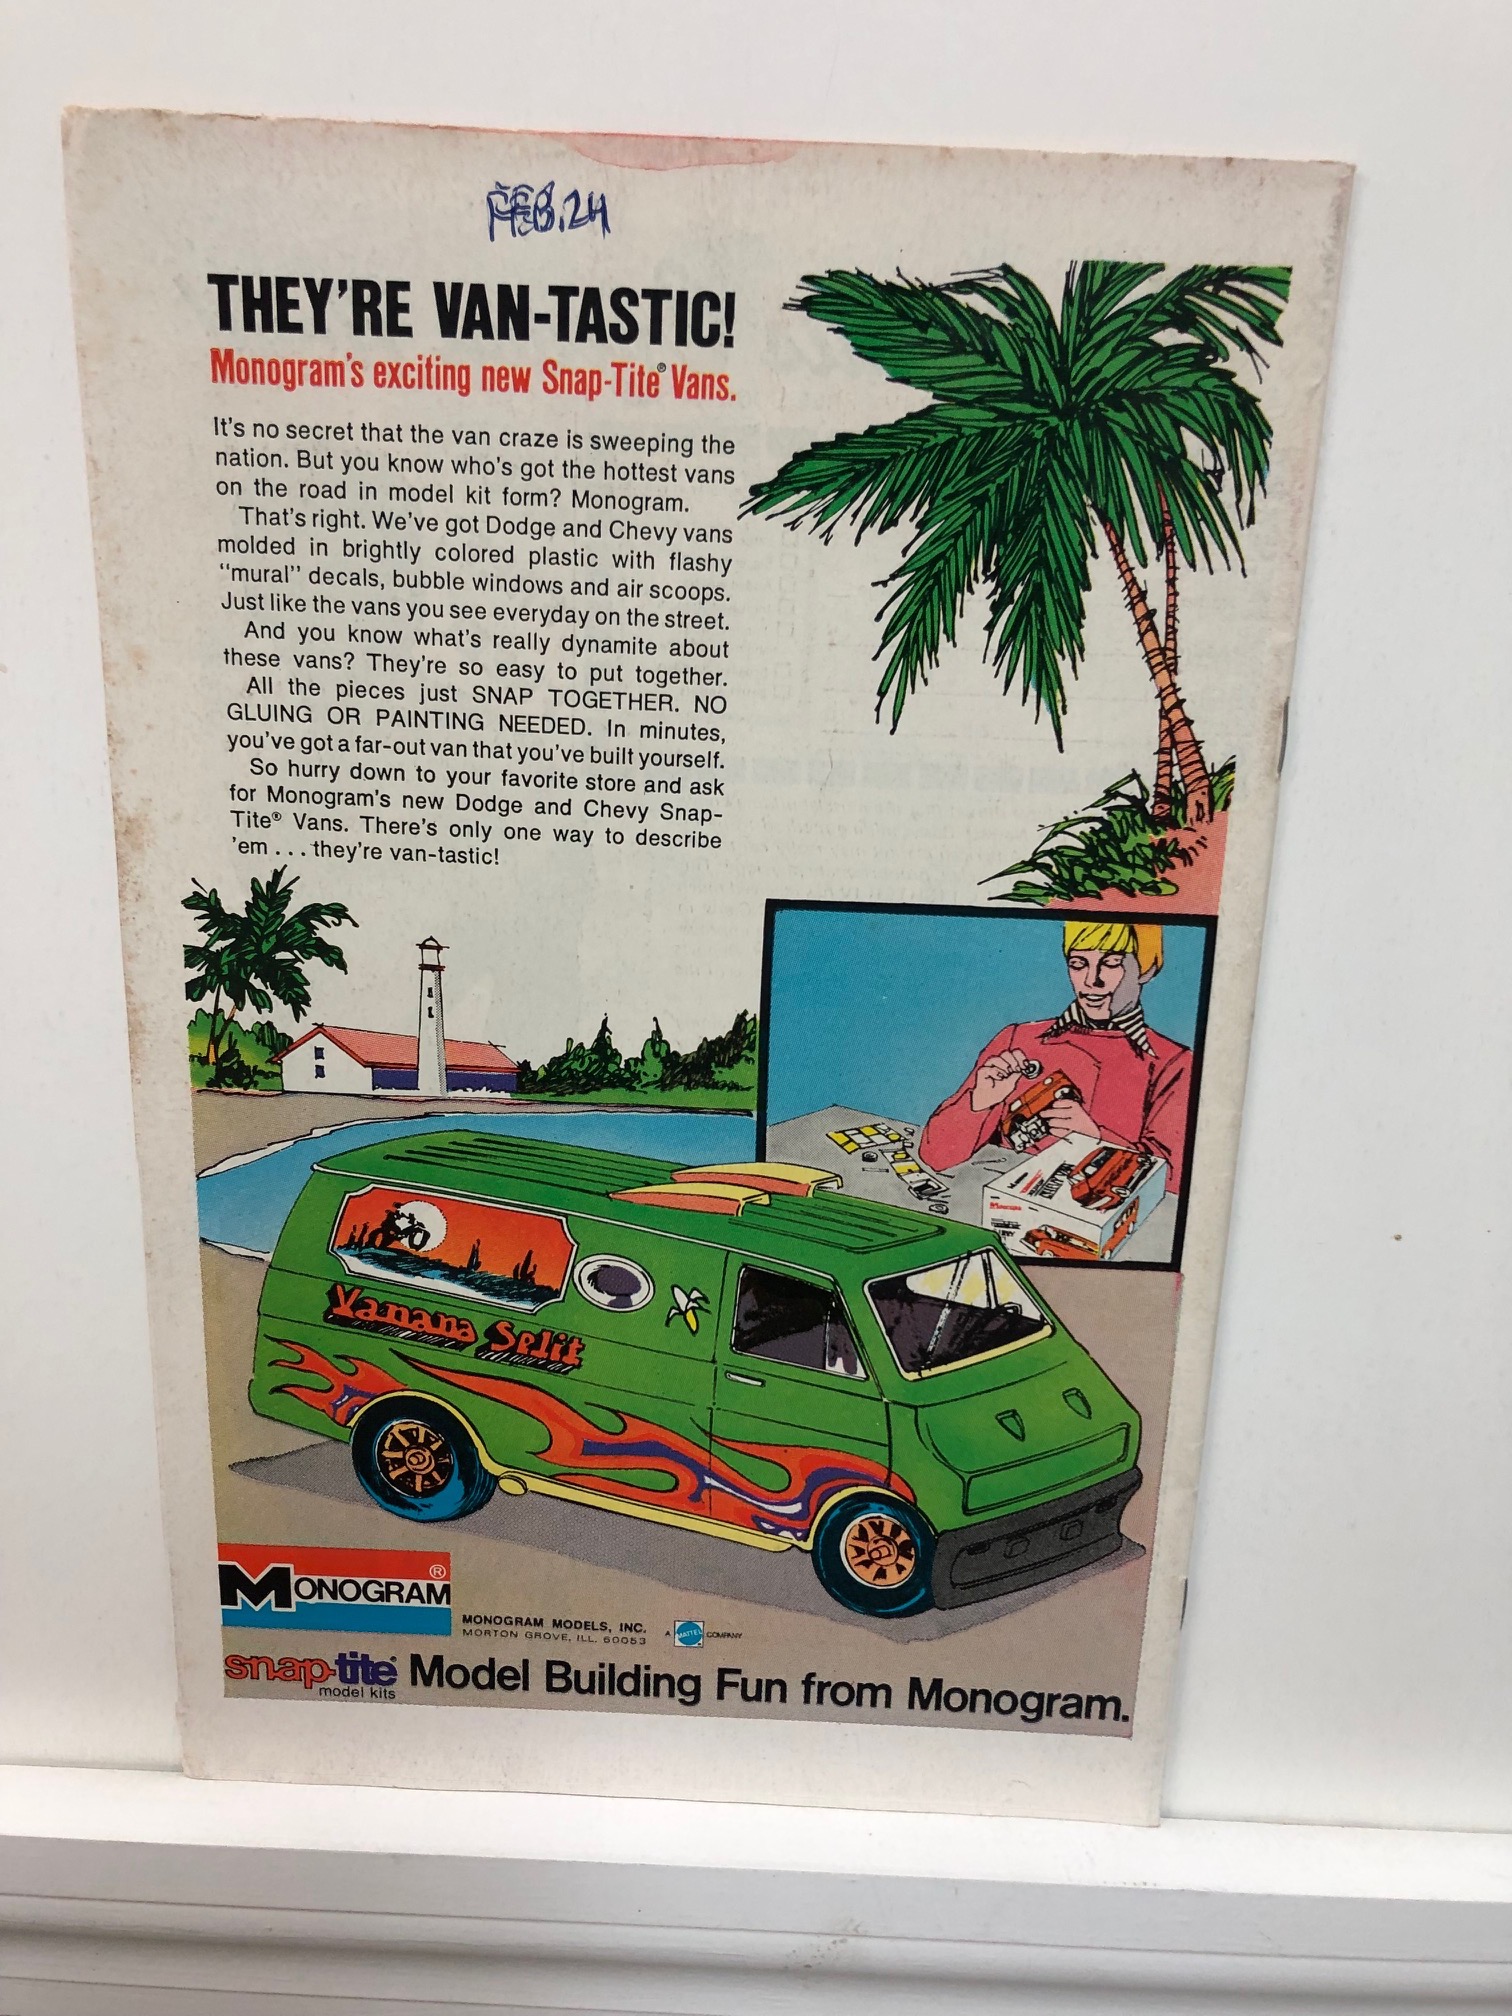 FEB.24
THEY'RE VAN-TASTIC!
Monogram's exciting new Snap-Tite® Vans.
It's no secret that the van craze is sweeping the
nation. But you know who's got the hottest vans
on the road in model kit form? Monogram.
That's right. We've got Dodge and Chevy vans
molded in brightly colored plastic with flashy
"mural" decals, bubble windows and air scoops.
Just like the vans you see everyday on the street.
And you know what's really dynamite about
these vans? They're so easy to put together.
All the pieces just SNAP TOGETHER. NO
GLUING OR PAINTING NEEDED. In minutes,
you've got a far-out van that you've built yourself.
So hurry down to your favorite store and ask
for Monogram's new Dodge and Chevy Snap-
Tite® Vans. There's only one way to describe
'em . . . they're van-tastic!
Vanana Split
MONOGRAM®
MONOGRAM MODELS, INC.
MORTON GROVE, ILL. 60053
A MATTEL COMPANY
snap-tite®
model kits
Model Building Fun from Monogram.